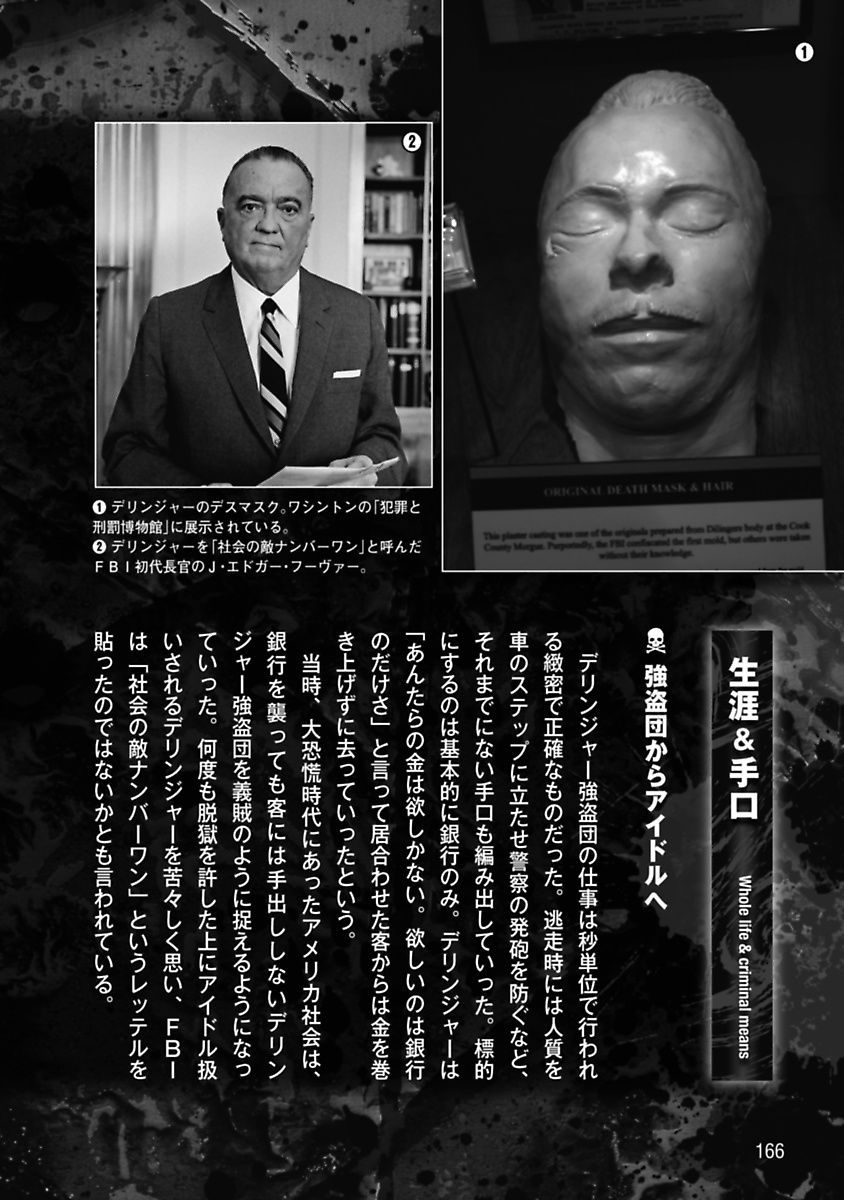 ❶
❷
ORIGINAL DEATH MASK & HAIR
This plaster casting was one of the originals prepared from Dillingers body at the Cook
County Morgue. Purportedly, the FBI confiscated the first mold, but others were taken
without their knowledge.
❶ デリンジャーのデスマスク。ワシントンの「犯罪と
刑罰博物館」に展示されている。
❷ デリンジャーを「社会の敵ナンバーワン」と呼んだ
FBI初代長官のJ・エドガー・フーヴァー。
生涯&手口
Whole life & criminal means
強盗団からアイドルへ
デリンジャー強盗団の仕事は秒単位で行われ
る緻密で正確なものだった。逃走時には人質を
車のステップに立たせ警察の発砲を防ぐなど、
それまでにない手口も編み出していった。標的
にするのは基本的に銀行のみ。デリンジャーは
「あんたらの金は欲しかない。欲しいのは銀行
のだけさ」と言って居合わせた客からは金を巻
き上げずに去っていったという。
当時、大恐慌時代にあったアメリカ社会は、
銀行を襲っても客には手出ししないデリン
ジャー強盗団を義賊のように捉えるようになっ
ていった。何度も脱獄を許した上にアイドル扱
いされるデリンジャーを苦々しく思い、FBI
は「社会の敵ナンバーワン」というレッテルを
貼ったのではないかとも言われている。
166